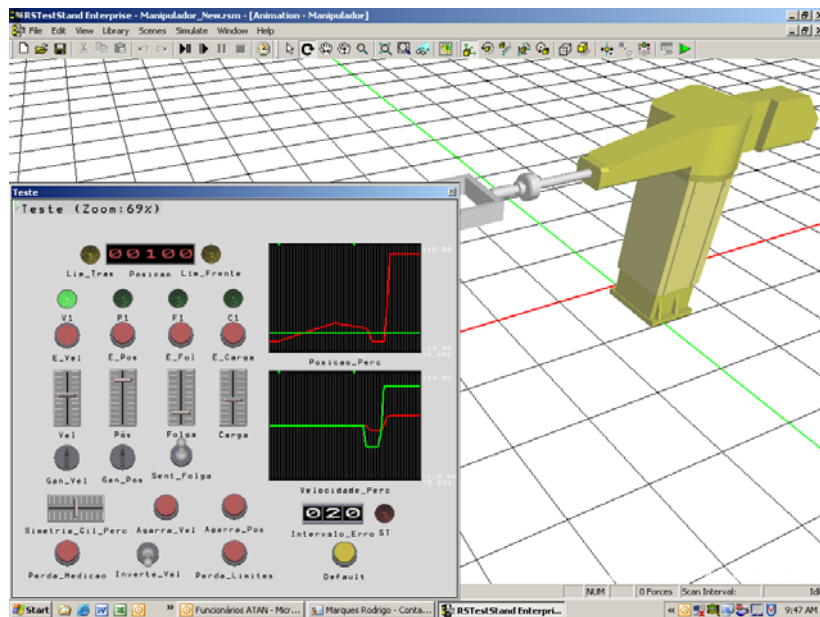 RSTestStand Enterprise - Manipulador_New.rsm - [Animation - Manipulador]
File Edit View Library Scenes Simulate Window Help
Teste
Teste (Zoom:69%)
00100
Lim_Tras Posicao Lim_Frente
V1 P1 F1 C1
E_Vel E_Pos E_Fol E_Carga
Posicao_Perc
Vel Pos Folga Carga
Gan_Vel Gan_Pos Sent_Folga
Velocidade_Perc
020
Simetria_Cil_Perc Agarra_Vel Agarra_Pos
Intervalo_Erro ST
Perda_Medicao Inverte_Vel Perda_Limites
Default
NUM 0 Forces Scan Interval: Idl
Start Funcionários ATAN - Micr... Marques Rodrigo - Conta... RSTestStand Enterpri... 9:47 AM